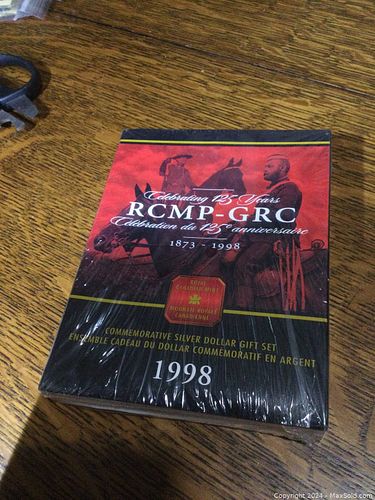 Celebrating 125 Years
RCMP-GRC
Célébration du 125e anniversaire
1873 - 1998
ROYAL
CANADIAN MINT
MONNAIE ROYALE
CANADIENNE
COMMEMORATIVE SILVER DOLLAR GIFT SET
ENSEMBLE CADEAU DU DOLLAR COMMÉMORATIF EN ARGENT
1998
Copyright 2024 - MaxSold.com